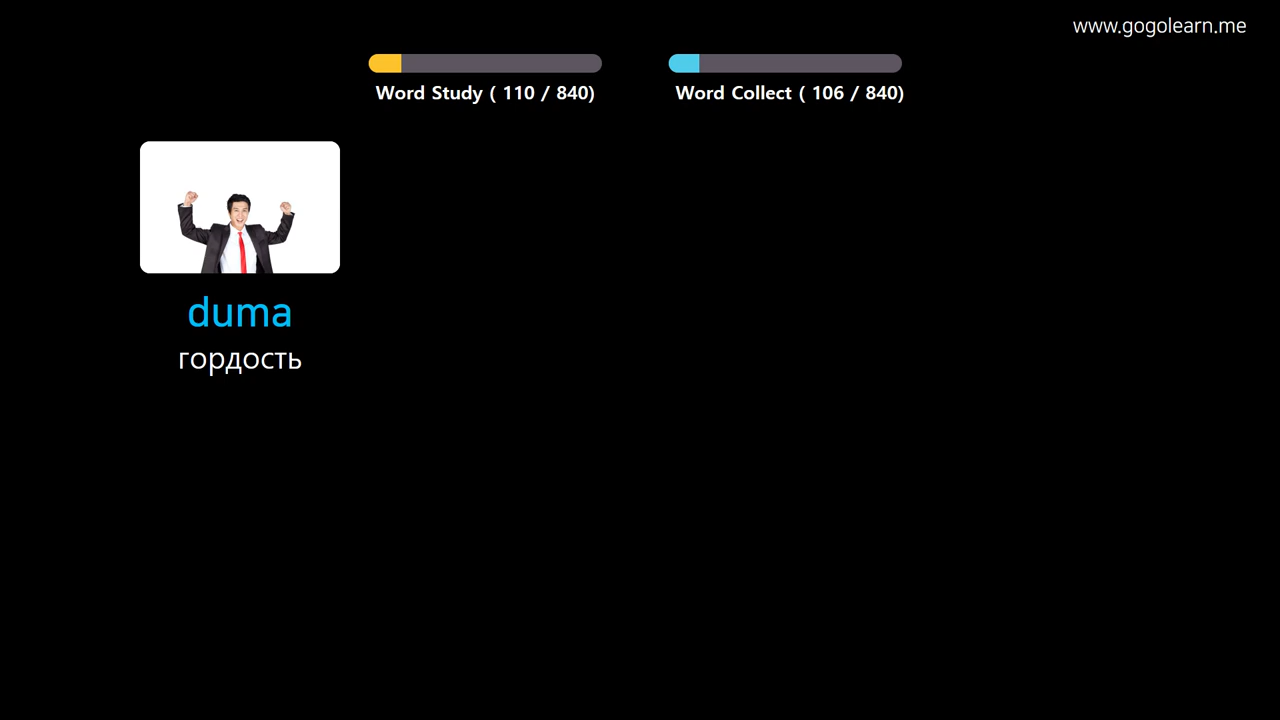 www.gogolearn.me
Word Study ( 110 / 840)
Word Collect ( 106 / 840)
duma
гордость